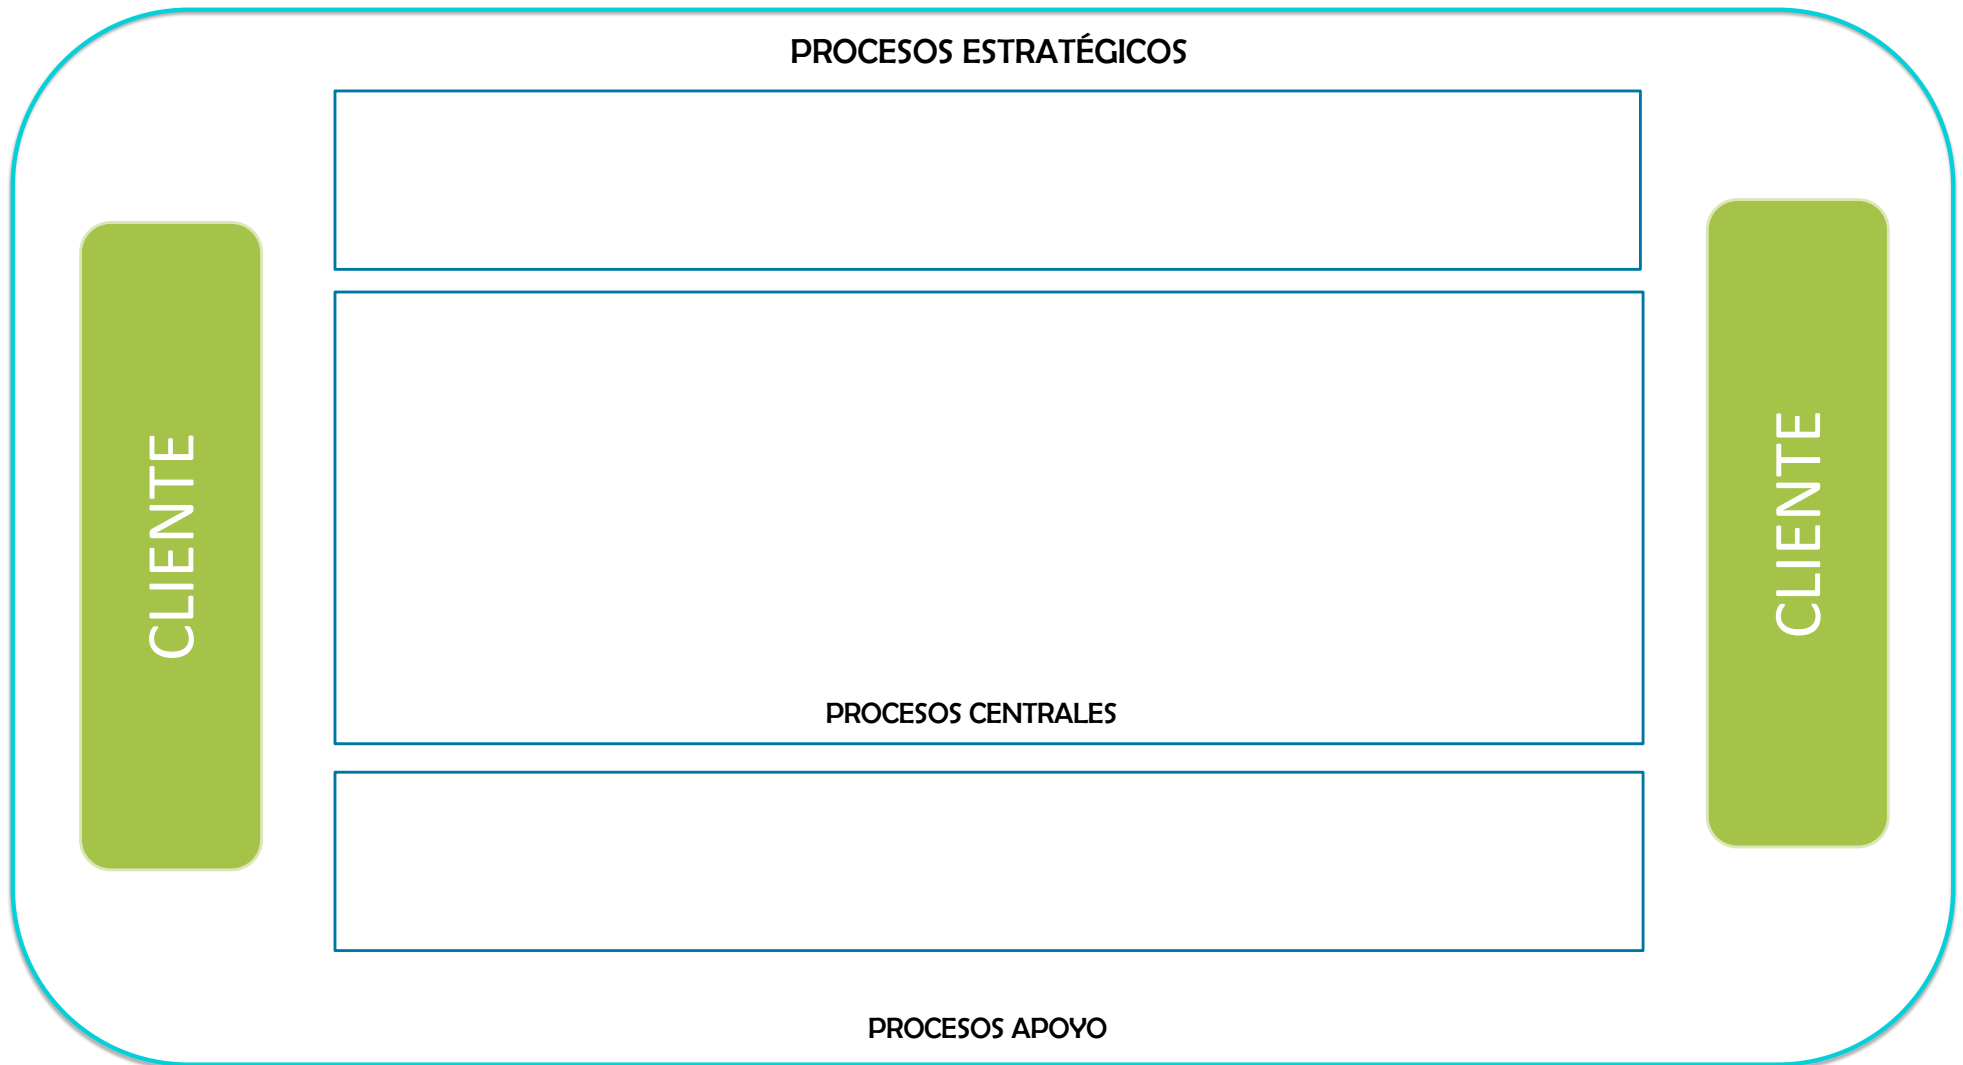 PROCESOS ESTRATÉGICOS
CLIENTE
CLIENTE
PROCESOS CENTRALES
PROCESOS APOYO